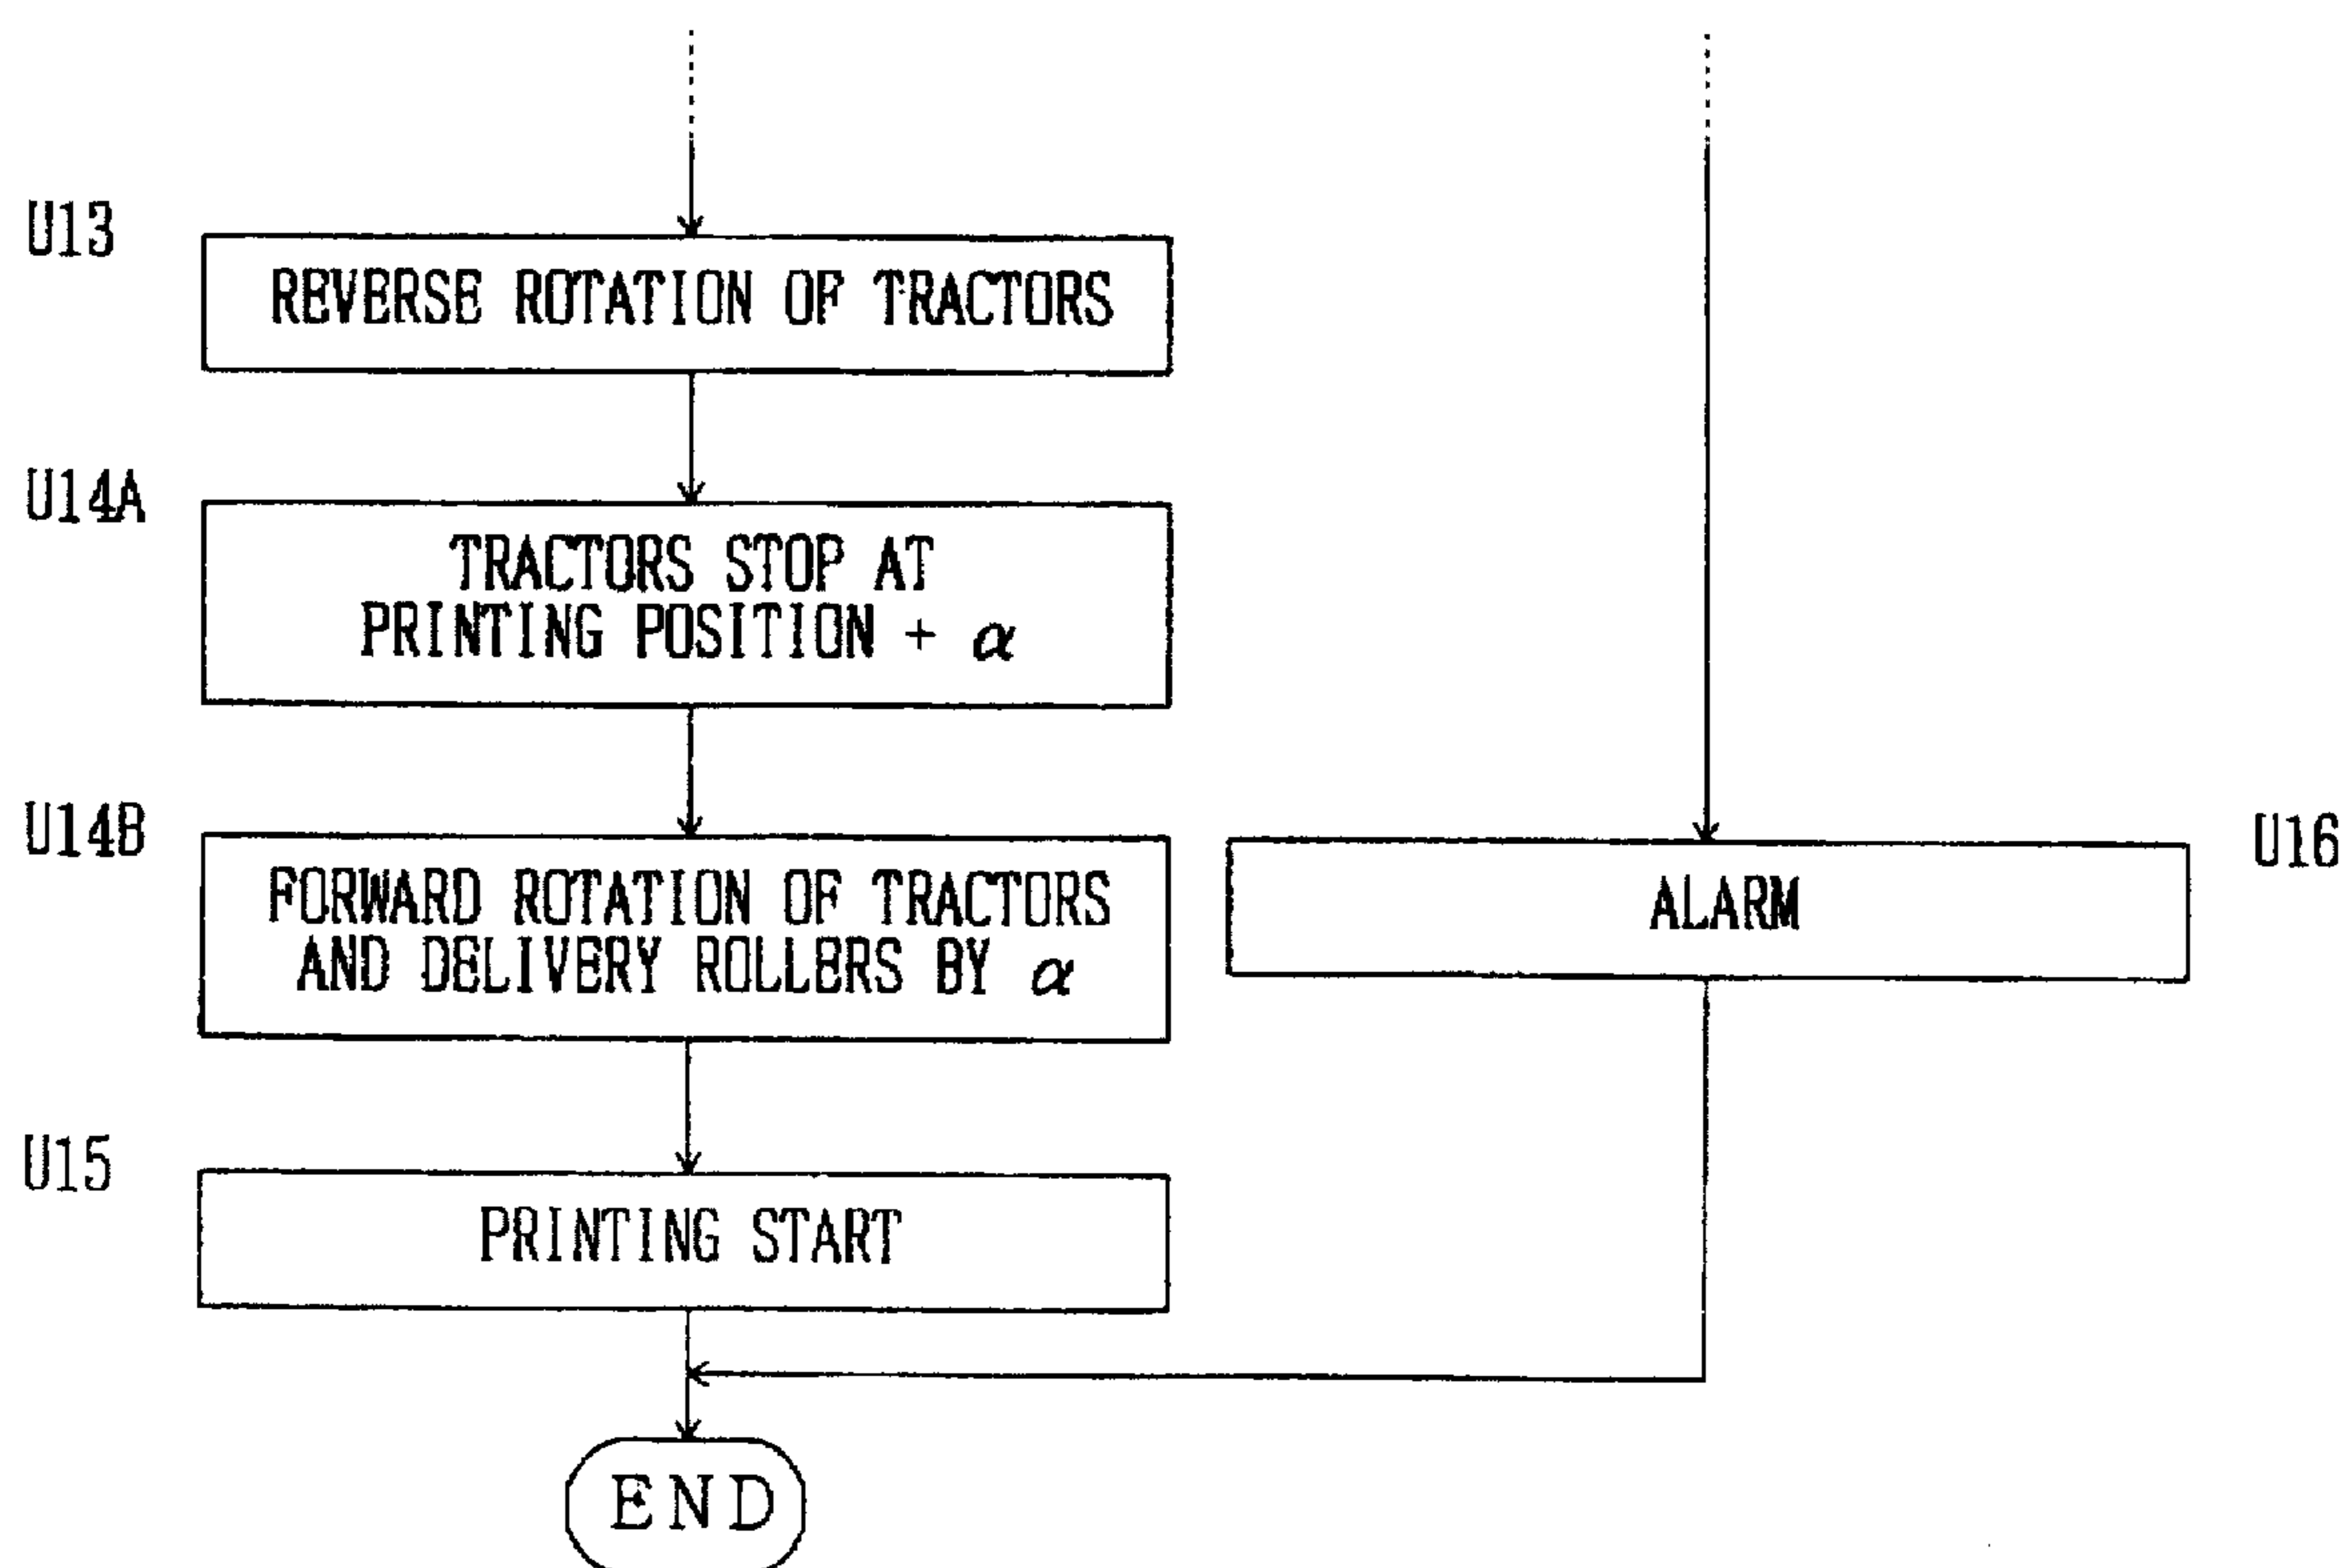 U13
REVERSE ROTATION OF TRACTORS
U14A
TRACTORS STOP AT
PRINTING POSITION + α
U14B
FORWARD ROTATION OF TRACTORS
AND DELIVERY ROLLERS BY α
U16
ALARM
U15
PRINTING START
END